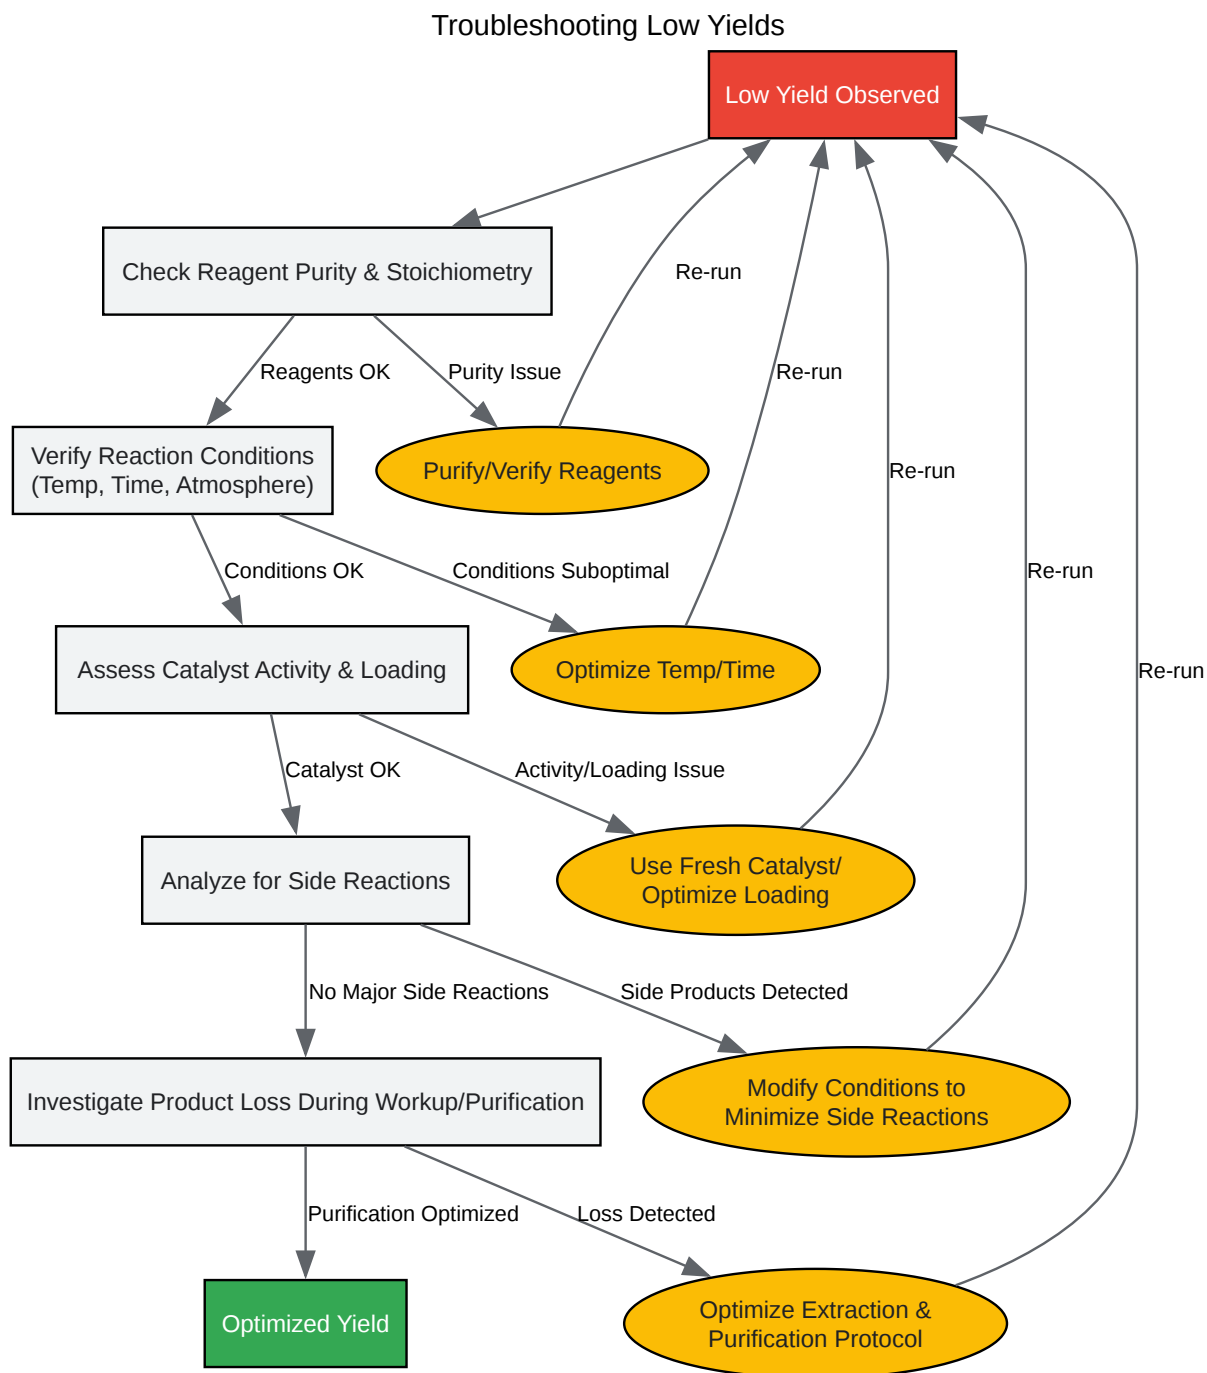 Troubleshooting Low Yields
Low Yield Observed
Check Reagent Purity & Stoichiometry
Re-run
Reagents OK
Purity Issue
Re-run
Verify Reaction Conditions
(Temp, Time, Atmosphere)
Purify/Verify Reagents
Re-run
Conditions OK
Conditions Suboptimal
Re-run
Assess Catalyst Activity & Loading
Optimize Temp/Time
Re-run
Catalyst OK
Activity/Loading Issue
Analyze for Side Reactions
Use Fresh Catalyst/
Optimize Loading
No Major Side Reactions
Side Products Detected
Investigate Product Loss During Workup/Purification
Modify Conditions to
Minimize Side Reactions
Purification Optimized
Loss Detected
Optimized Yield
Optimize Extraction &
Purification Protocol